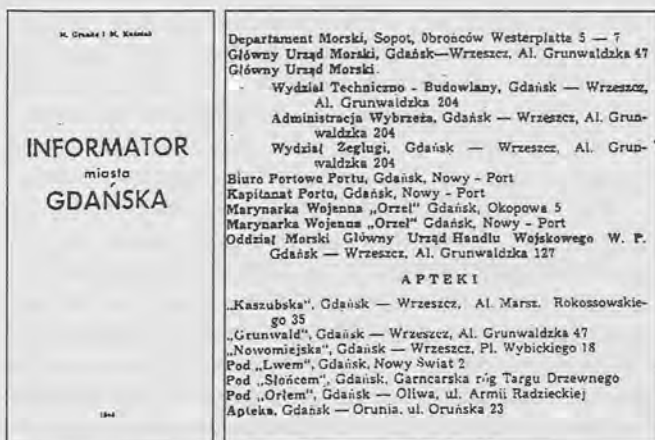 INFORMATOR
miasta
GDAŃSKA
Departament Morski, Sopot, Obrońców Westerplatte 5 — 7
Główny Urząd Morski, Gdańsk—Wrzeszcz, Al. Grunwaldzka 47
Główny Urząd Morski.
Wydział Techniczno - Budowlany, Gdańsk — Wrzeszcz,
Al. Grunwaldzka 204
Administracja Wybrzeża, Gdańsk — Wrzeszcz, Al. Grun-
waldzka 204
Wydział Żeglugi, Gdańsk — Wrzeszcz, Al. Grun-
waldzka 204
Biuro Portowe Portu, Gdańsk, Nowy - Port
Kapitanat Portu, Gdańsk, Nowy - Port
Marynarka Wojenna „Orzeł" Gdańsk, Okopowa 5
Marynarka Wojenna „Orzeł" Gdańsk, Nowy - Port
Oddział Morski Główny Urząd Handlu Wojskowego W. P.
Gdańsk — Wrzeszcz, Al. Grunwaldzka 127
APTEKI
„Kaszubska", Gdańsk — Wrzeszcz, Al. Marsz. Rokossowskie-
go 35
„Grunwald", Gdańsk — Wrzeszcz, Al. Grunwaldzka 47
„Nowomiejska", Gdańsk — Wrzeszcz, Pl. Wybickiego 18
Pod „Lwem", Gdańsk, Nowy Świat 2
Pod „Słońcem", Gdańsk, Garncarska róg Targu Drzewnego
Pod „Orłem", Gdańsk — Oliwa, ul. Armii Radzieckiej
Apteka, Gdańsk — Orunia, ul. Oruńska 23